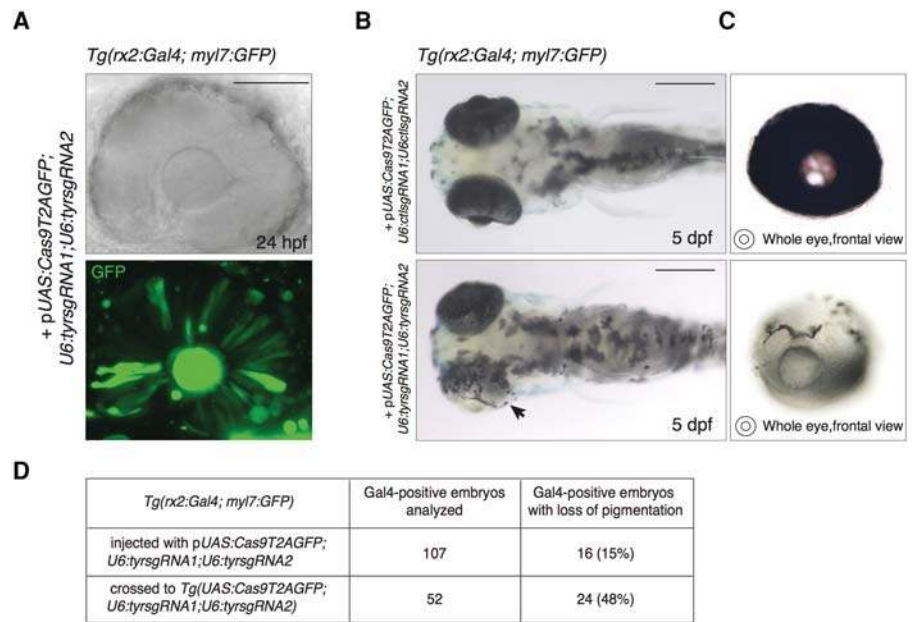 A
Tg(rx2:Gal4; myl7:GFP)
+ pUAS:Cas9T2AGFP;
U6:tyrsgRNA1;U6:tyrsgRNA2
24 hpf
GFP
B
Tg(rx2:Gal4; myl7:GFP)
+ pUAS:Cas9T2AGFP;
U6:ctlsgRNA1;U6ctlsgRNA2
5 dpf
+ pUAS:Cas9T2AGFP;
U6:tyrsgRNA1;U6:tyrsgRNA2
5 dpf
C
Whole eye,frontal view
Whole eye,frontal view
D
Tg(rx2:Gal4; myl7:GFP)
Gal4-positive embryos
analyzed
Gal4-positive embryos
with loss of pigmentation
injected with pUAS:Cas9T2AGFP;
U6:tyrsgRNA1;U6:tyrsgRNA2
107
16 (15%)
crossed to Tg(UAS:Cas9T2AGFP;
U6:tyrsgRNA1;U6:tyrsgRNA2)
52
24 (48%)